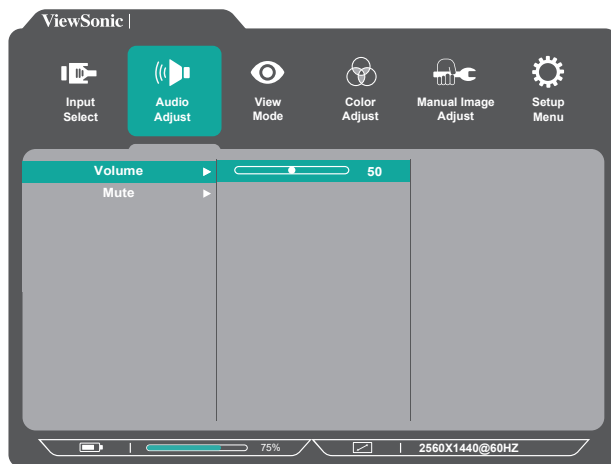 ViewSonic
Input
Select
Audio
Adjust
View
Mode
Color
Adjust
Manual Image
Adjust
Setup
Menu
Volume
50
Mute
75%
2560X1440@60HZ